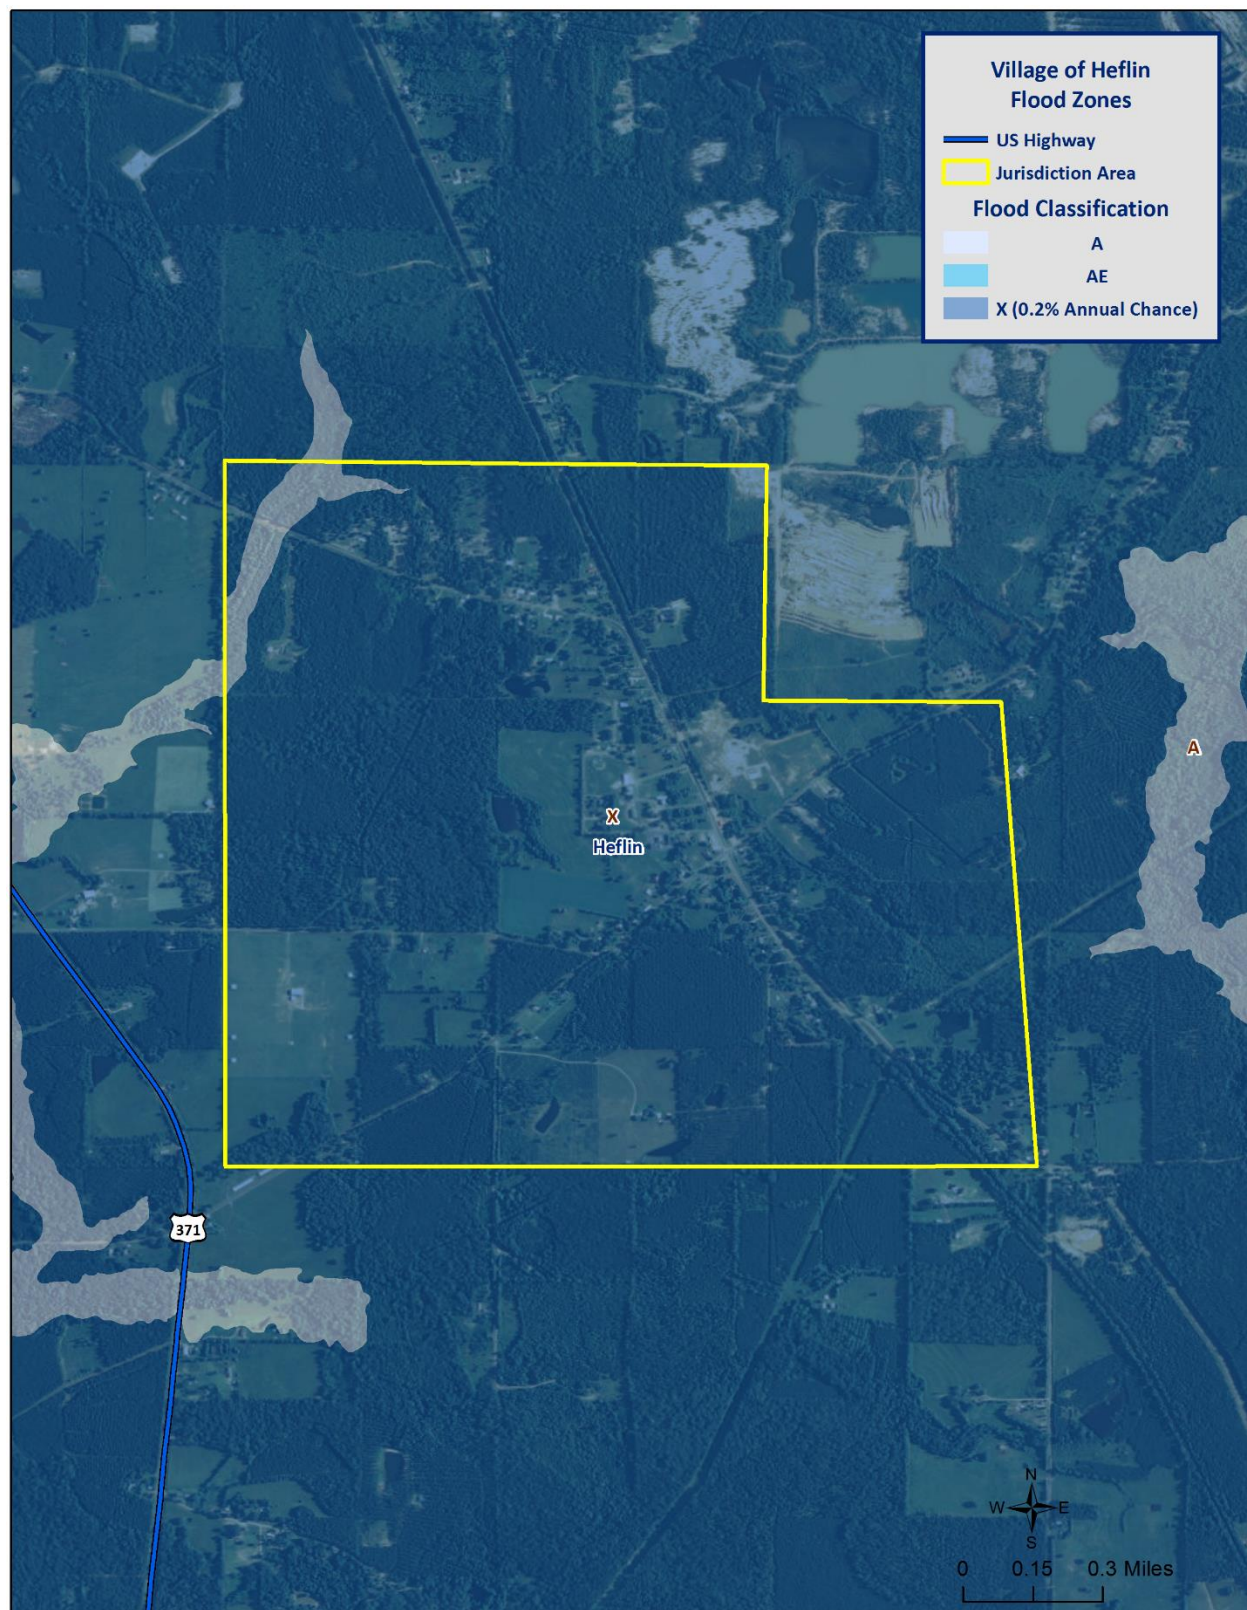 Village of Heflin
Flood Zones
US Highway
Jurisdiction Area
Flood Classification
A
AE
X (0.2% Annual Chance)
A
X
Heflin
371
N
W E
S
0 0.15 0.3 Miles